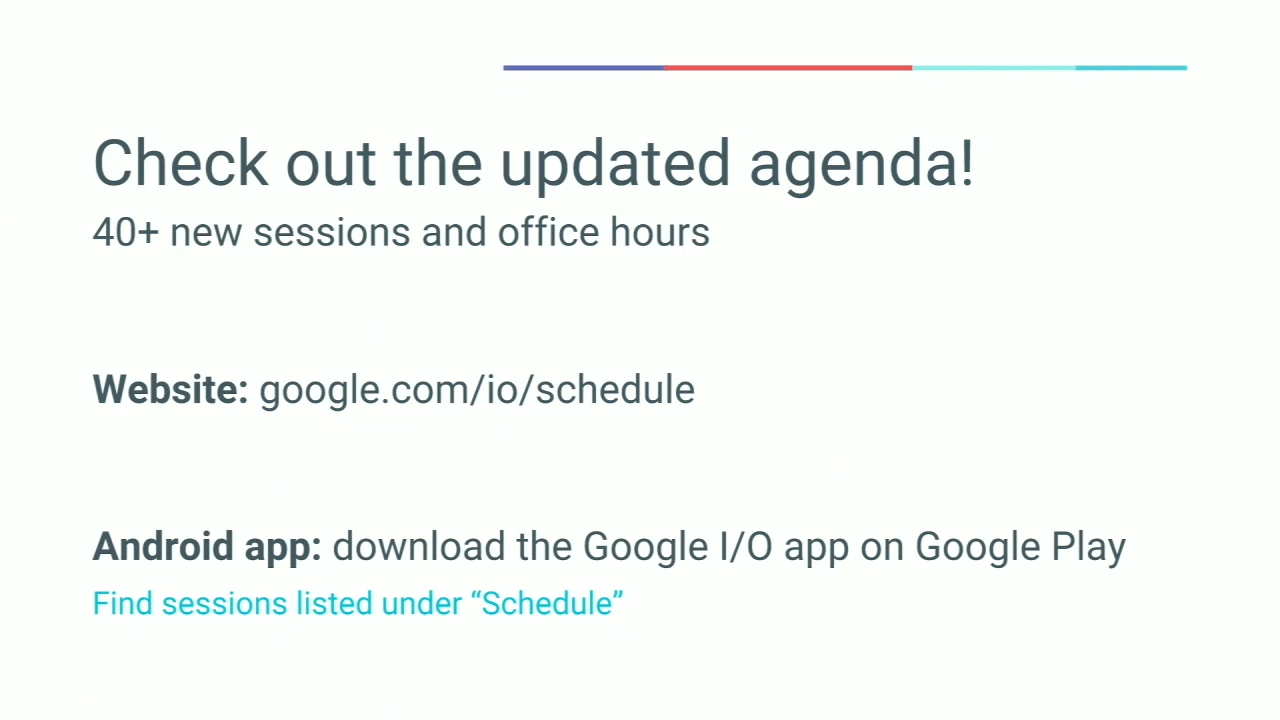 Check out the updated agenda!
40+ new sessions and office hours
Website: google.com/io/schedule
Android app: download the Google I/O app on Google Play
Find sessions listed under “Schedule”